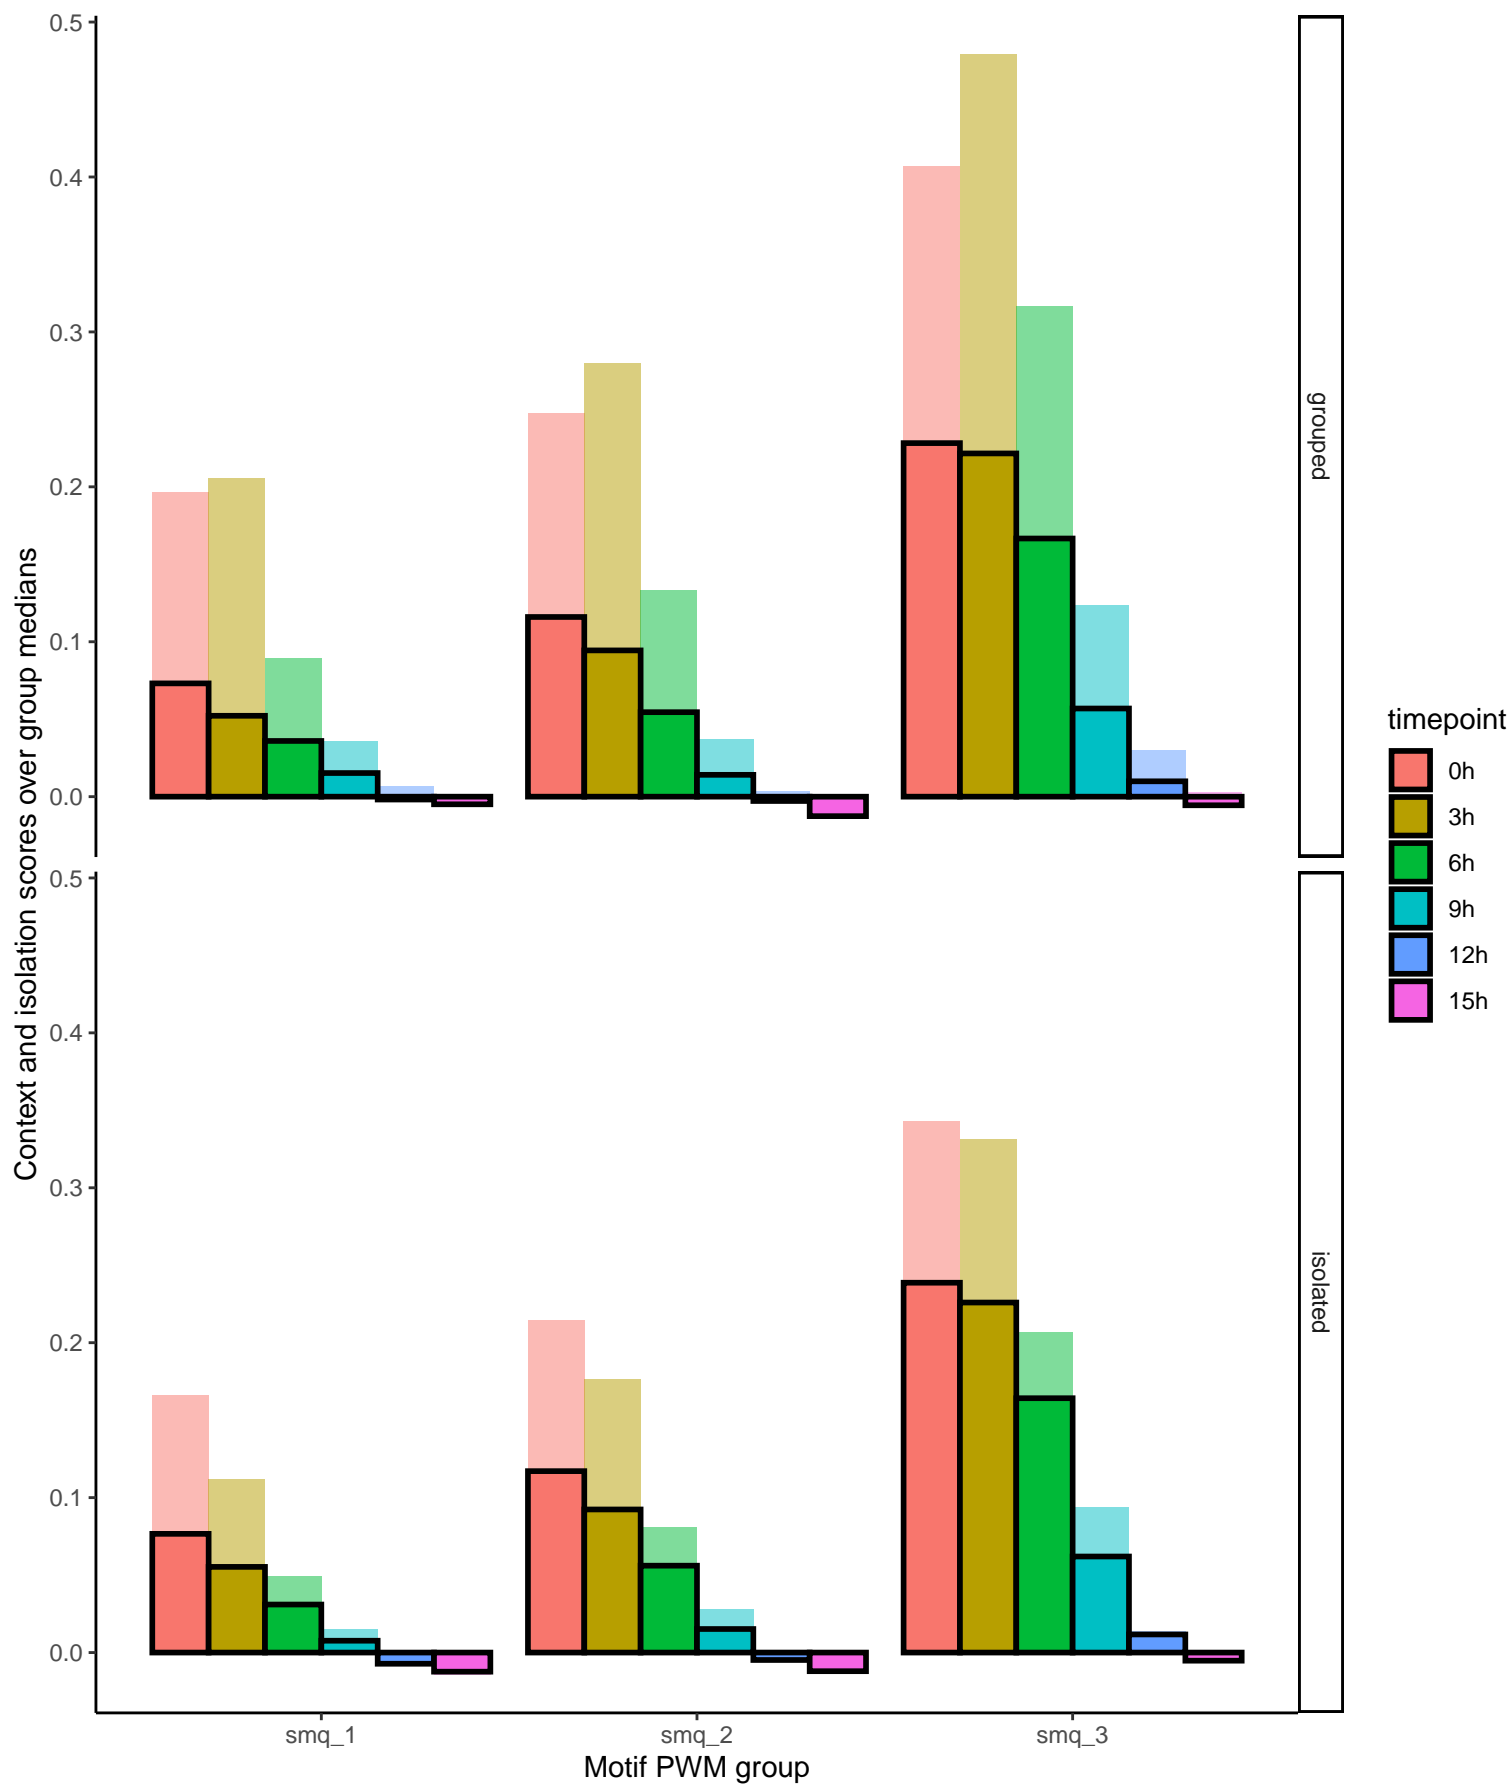 Context and isolation scores over group medians
0.5
0.4
0.3
0.2
0.1
0.0
grouped
0.5
0.4
0.3
0.2
0.1
0.0
isolated
smq_1
smq_2
smq_3
Motif PWM group
timepoint
0h
3h
6h
9h
12h
15h